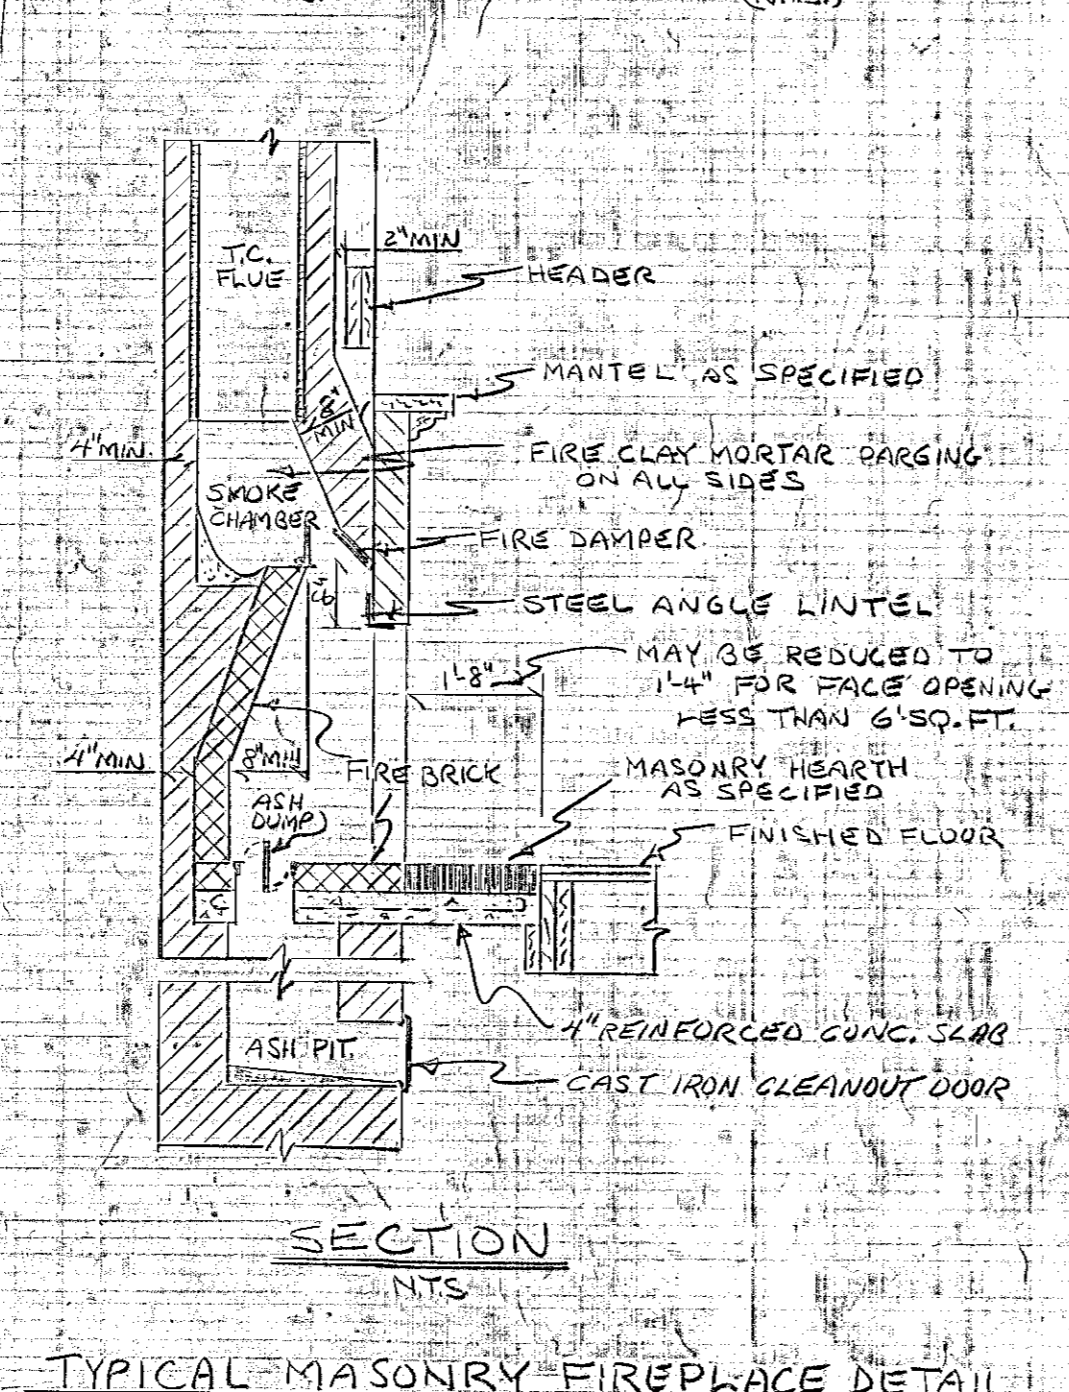 (N.T.S.)
2" MIN
T.C.
FLUE
HEADER
MANTEL AS SPECIFIED
8"
MIN
4" MIN.
FIRE CLAY MORTAR PARGING
ON ALL SIDES
SMOKE
CHAMBER
FIRE DAMPER
STEEL ANGLE LINTEL
MAY BE REDUCED TO
1'-4" FOR FACE OPENING
LESS THAN 6 SQ. FT.
1'-8"
4" MIN.
8" MIN
FIRE BRICK
MASONRY HEARTH
AS SPECIFIED
ASH
DUMP
FINISHED FLOOR
4" REINFORCED CONC. SLAB
ASH PIT.
CAST IRON CLEANOUT DOOR
SECTION
N.T.S
TYPICAL MASONRY FIREPLACE DETAIL